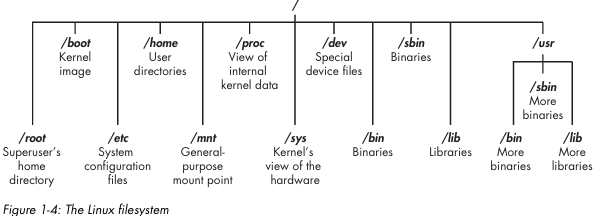 /
/boot
Kernel
image
/home
User
directories
/proc
View of
internal
kernel data
/dev
Special
device files
/sbin
Binaries
/usr
/sbin
More
binaries
/root
Superuser's
home
directory
/etc
System
configuration
files
/mnt
General-
purpose
mount point
/sys
Kernel's
view of the
hardware
/bin
Binaries
/lib
Libraries
/bin
More
binaries
/lib
More
libraries
Figure 1-4: The Linux filesystem